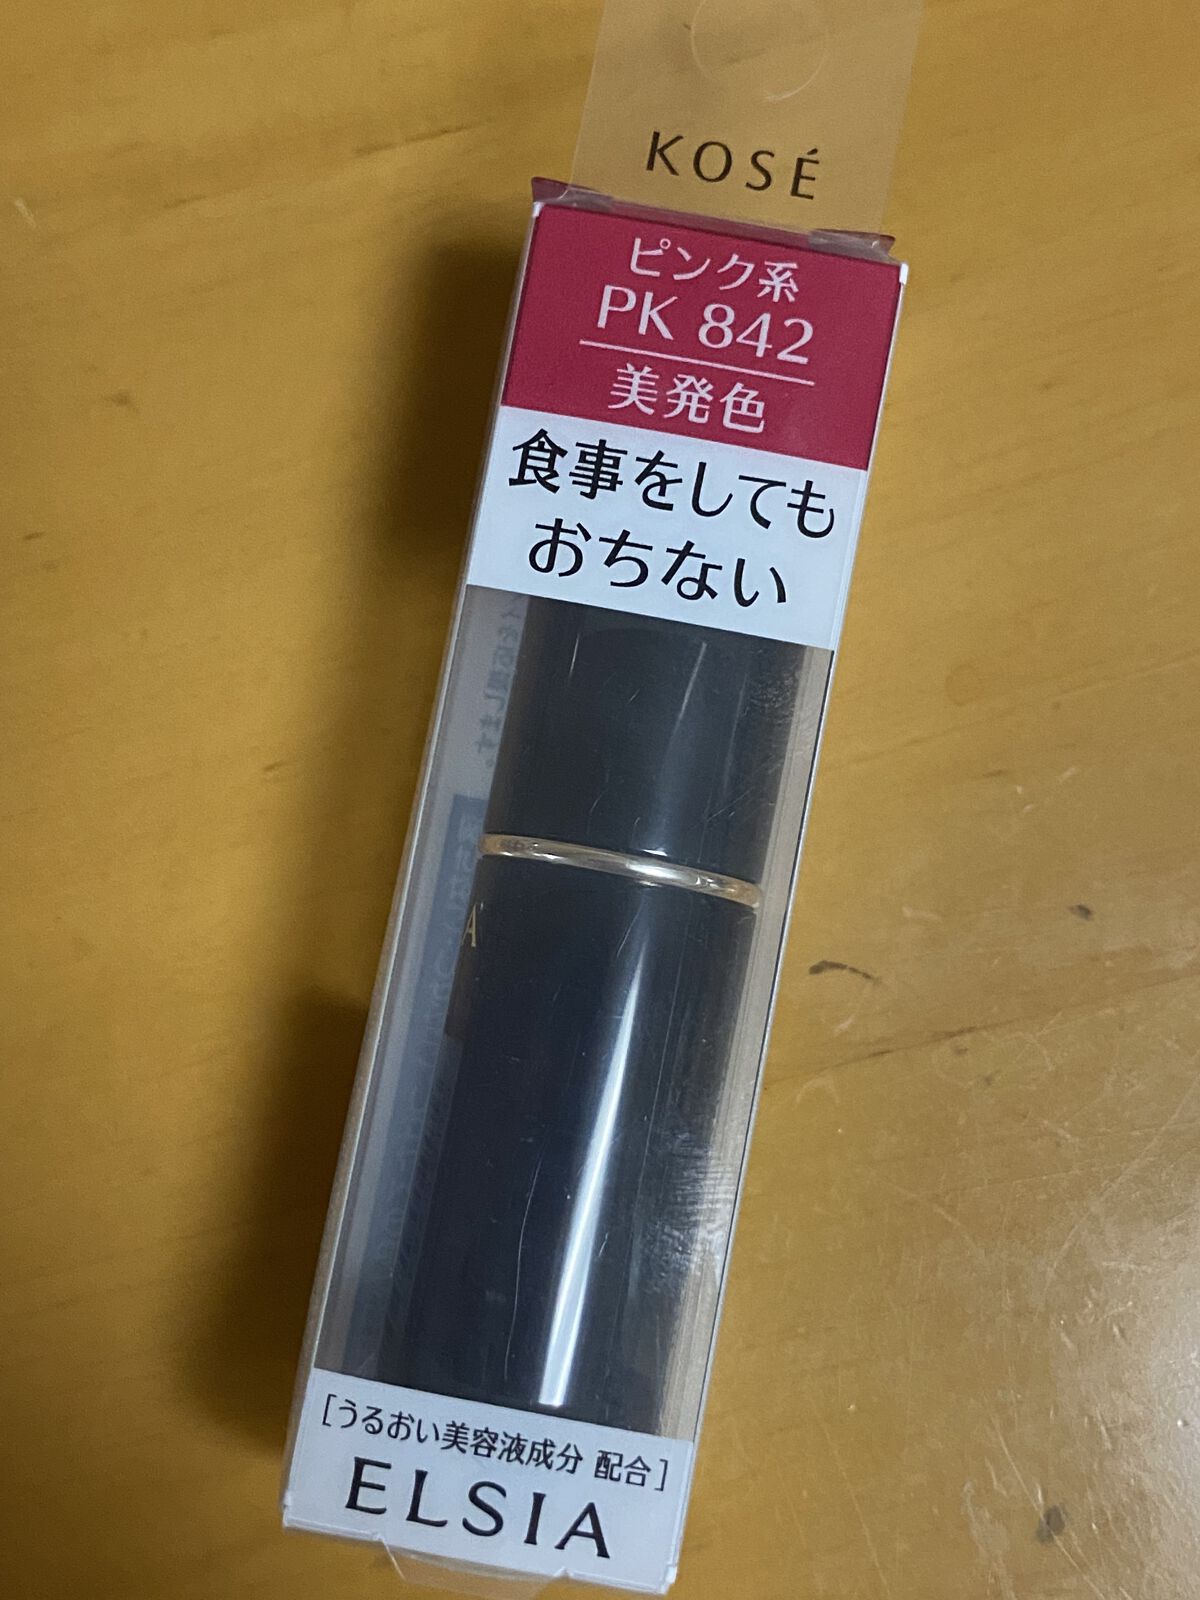 KOSÉ
ピンク系
PK 842
美発色
食事をしても
おちない
[うるおい美容液成分 配合]
ELSIA